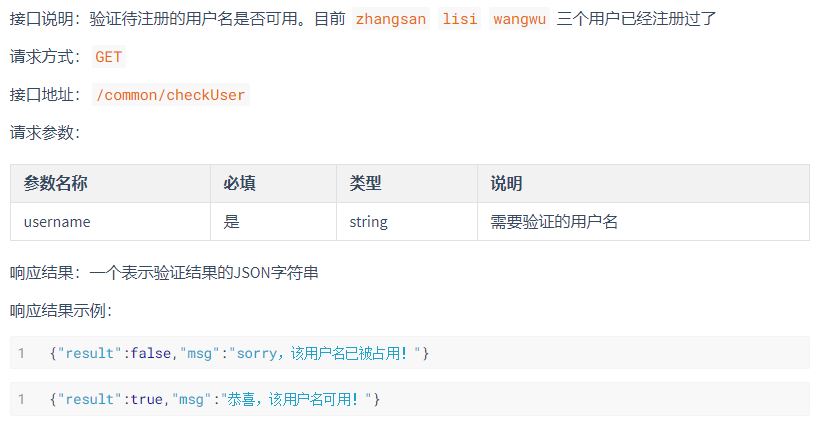 接口说明：验证待注册的用户名是否可用。目前 zhangsan lisi wangwu 三个用户已经注册过了
请求方式：GET
接口地址：/common/checkUser
请求参数：
参数名称 必填 类型 说明
username 是 string 需要验证的用户名
响应结果：一个表示验证结果的JSON字符串
响应结果示例：
1 {"result":false,"msg":"sorry，该用户名已被占用！"}
1 {"result":true,"msg":"恭喜，该用户名可用！"}